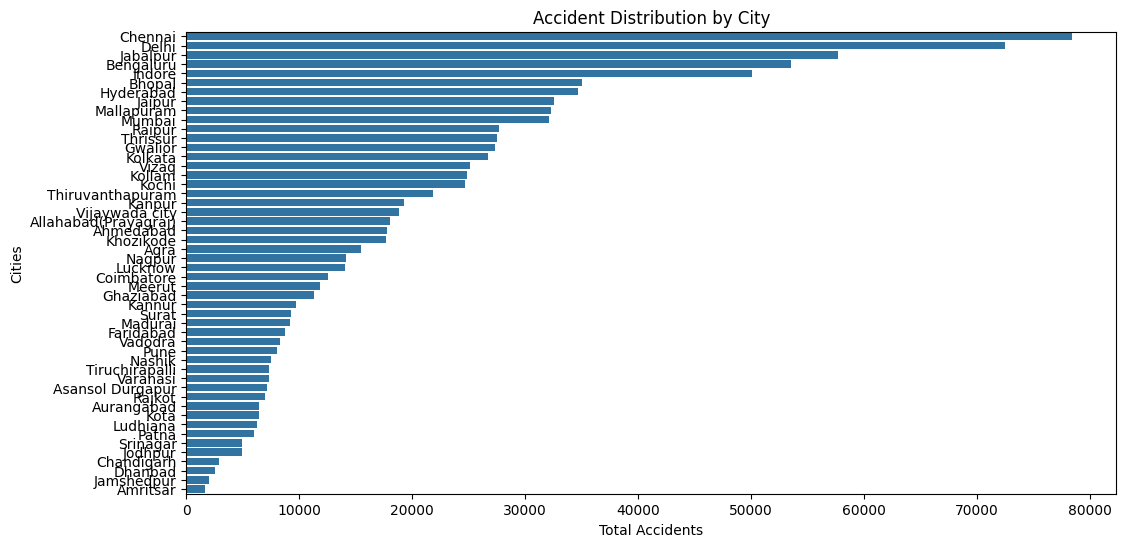 Accident Distribution by City
Cities
Chennai
Delhi
Jabalpur
Bengaluru
Indore
Bhopal
Hyderabad
Jaipur
Mallapuram
Mumbai
Raipur
Thrissur
Gwalior
Kolkata
Vizag
Kollam
Kochi
Thiruvanthapuram
Kanpur
Vijaywada city
Allahabad(Prayagraj)
Ahmedabad
Khozikode
Agra
Nagpur
Lucknow
Coimbatore
Meerut
Ghaziabad
Kannur
Surat
Madurai
Faridabad
Vadodra
Pune
Nashik
Tiruchirapalli
Varanasi
Asansol Durgapur
Rajkot
Aurangabad
Kota
Ludhiana
Patna
Srinagar
Jodhpur
Chandigarh
Dhanbad
Jamshedpur
Amritsar
0 10000 20000 30000 40000 50000 60000 70000 80000
Total Accidents